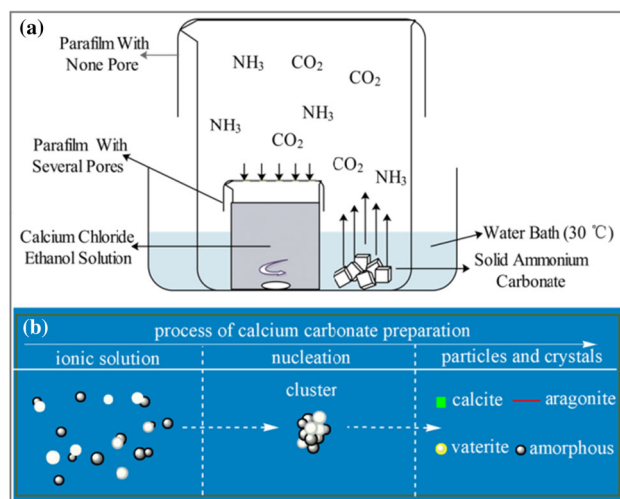 (a)
Parafilm With
None Pore
NH₃ CO₂
CO₂
NH₃
NH₃
CO₂
Parafilm With
Several Pores
CO₂
NH₃
Calcium Chloride
Ethanol Solution
Water Bath (30 ℃)
Solid Ammonium
Carbonate
(b)
process of calcium carbonate preparation
ionic solution nucleation particles and crystals
cluster
calcite aragonite
vaterite amorphous